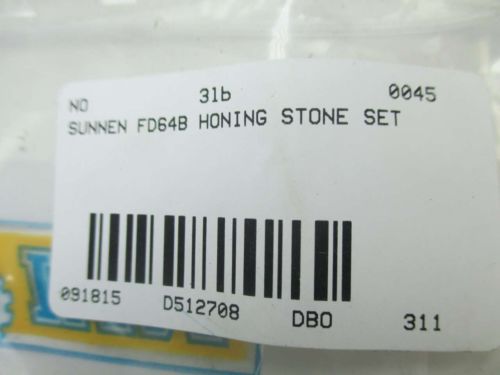 NO 31b 0045
SUNNEN FD64B HONING STONE SET
091815 D512708 DBO 311